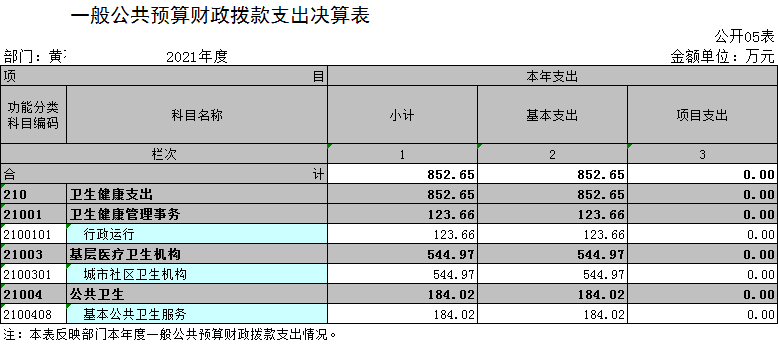 一般公共预算财政拨款支出决算表
公开05表
部门：黄 2021年度 金额单位：万元
项 目 本年支出
功能分类科目编码 科目名称 小计 基本支出 项目支出
栏次 1 2 3
合 计 852.65 852.65 0.00
210 卫生健康支出 852.65 852.65 0.00
21001 卫生健康管理事务 123.66 123.66 0.00
2100101 行政运行 123.66 123.66 0.00
21003 基层医疗卫生机构 544.97 544.97 0.00
2100301 城市社区卫生机构 544.97 544.97 0.00
21004 公共卫生 184.02 184.02 0.00
2100408 基本公共卫生服务 184.02 184.02 0.00
注：本表反映部门本年度一般公共预算财政拨款支出情况。